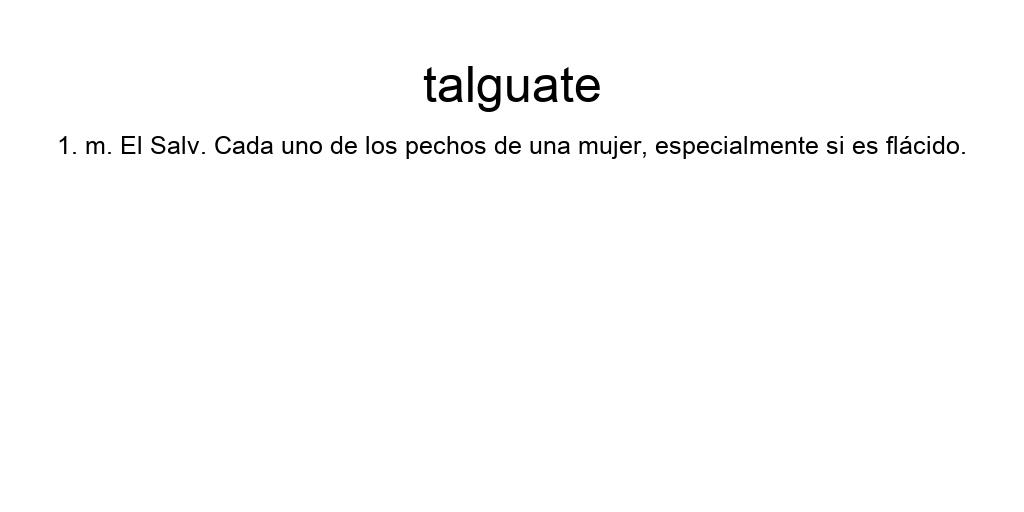 talguate
1. m. El Salv. Cada uno de los pechos de una mujer, especialmente si es flácido.